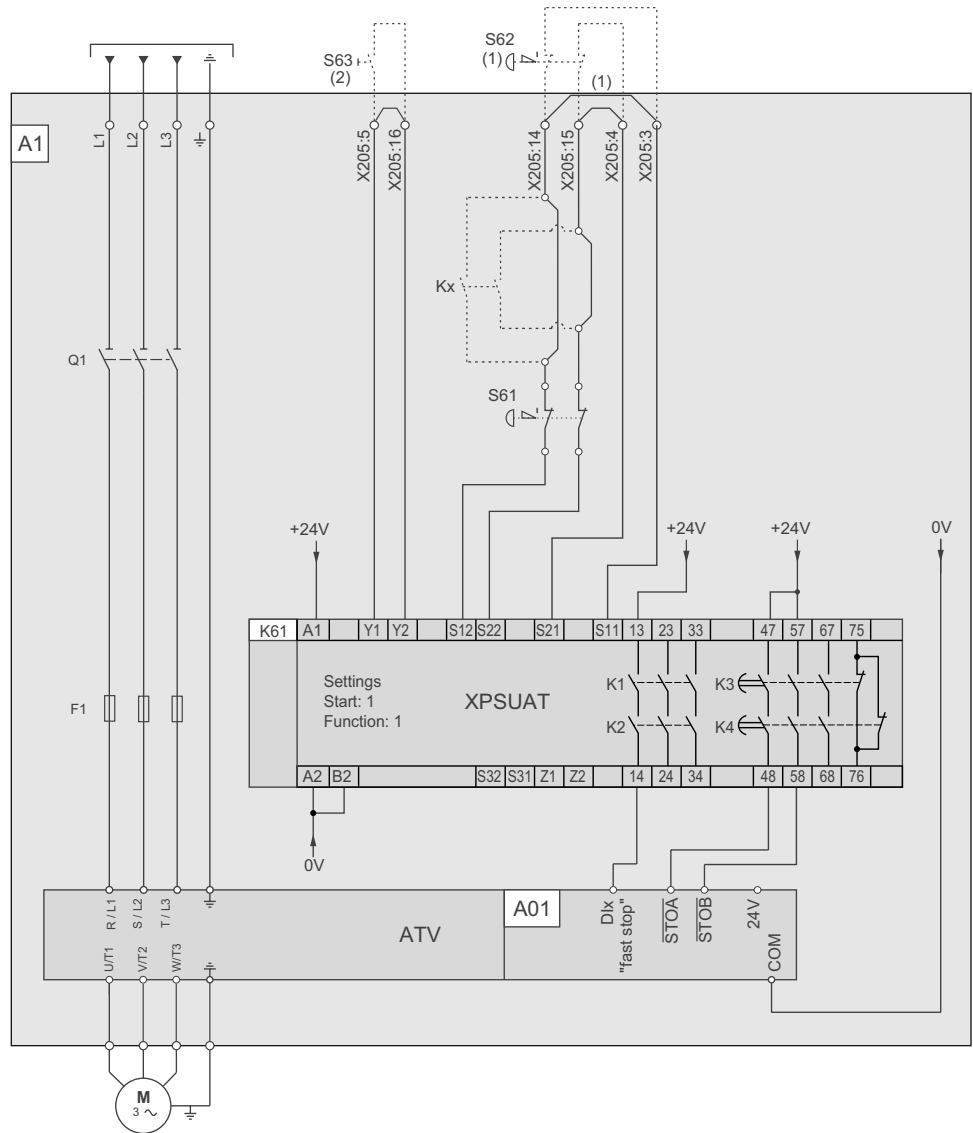 S63
(2)
S62
(1)
(1)
A1
L1
L2
L3
X205:5
X205:16
X205:14
X205:15
X205:4
X205:3
Kx
Q1
S61
+24V
+24V
+24V
0V
K61 A1 Y1 Y2 S12 S22 S21 S11 13 23 33 47 57 67 75
Settings
Start: 1
Function: 1
XPSUAT
K1
K2
K3
K4
F1
A2 B2 S32 S31 Z1 Z2 14 24 34 48 58 68 76
0V
R / L1
S / L2
T / L3
U/T1
V/T2
W/T3
ATV
A01
DIx
"fast stop"
STOA
STOB
24V
COM
M
3 ~